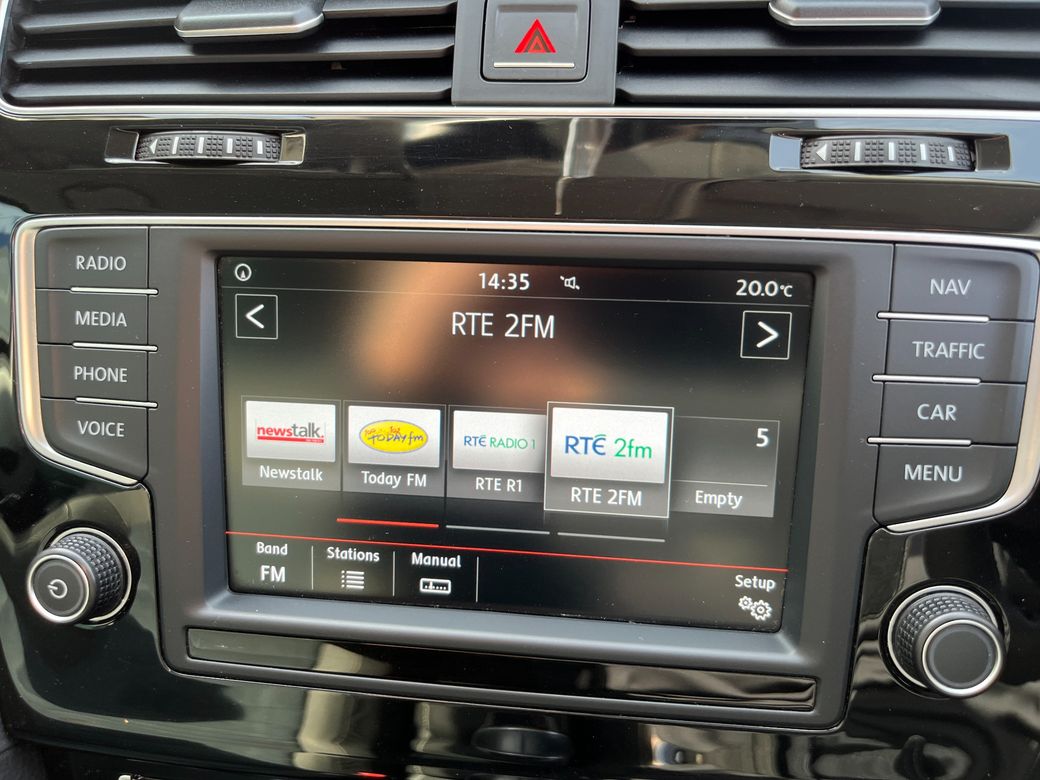 RADIO
MEDIA
PHONE
VOICE
14:35
20.0°C
<
RTE 2FM
>
newstalk.
Newstalk
TODAY fm
Today FM
RTÉ RADIO 1
RTE R1
RTÉ 2fm
RTE 2FM
5
Empty
Band
FM
Stations
Manual
Setup
NAV
TRAFFIC
CAR
MENU